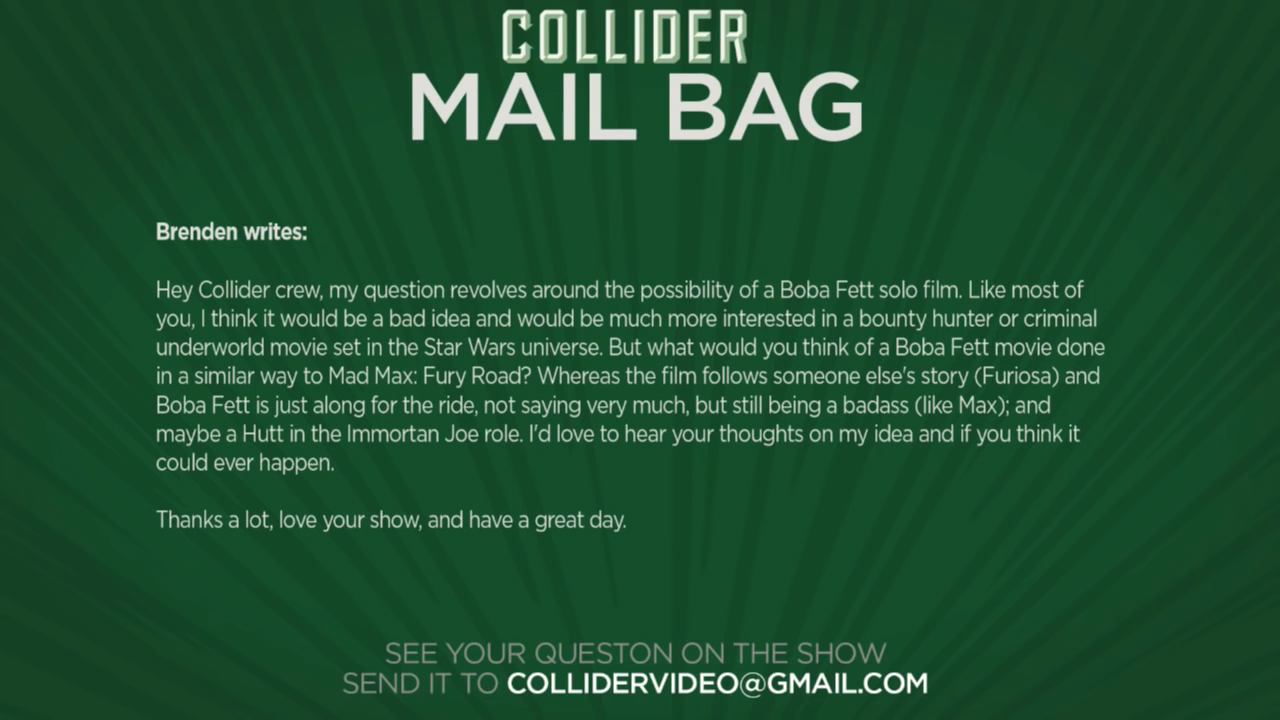 COLLIDER
MAIL BAG
Brenden writes:
Hey Collider crew, my question revolves around the possibility of a Boba Fett solo film. Like most of
you, I think it would be a bad idea and would be much more interested in a bounty hunter or criminal
underworld movie set in the Star Wars universe. But what would you think of a Boba Fett movie done
in a similar way to Mad Max: Fury Road? Whereas the film follows someone else's story (Furiosa) and
Boba Fett is just along for the ride, not saying very much, but still being a badass (like Max); and
maybe a Hutt in the Immortan Joe role. I'd love to hear your thoughts on my idea and if you think it
could ever happen.
Thanks a lot, love your show, and have a great day.
SEE YOUR QUESTON ON THE SHOW
SEND IT TO COLLIDERVIDEO@GMAIL.COM